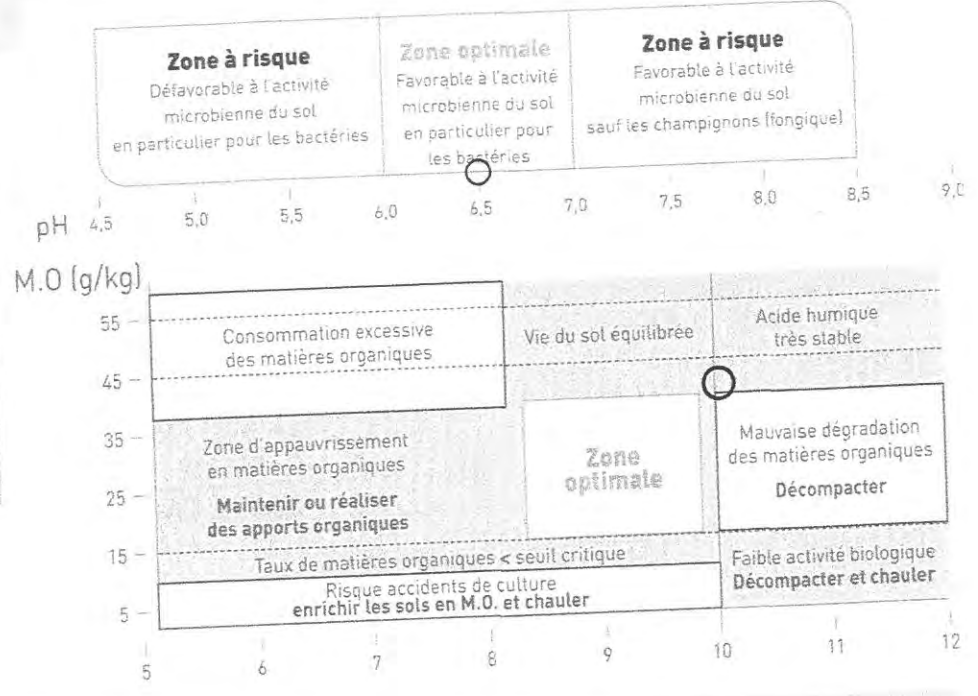 Zone à risque
Défavorable à l'activité
microbienne du sol
en particulier pour les bactéries
Zone optimale
Favorable à l'activité
microbienne du sol
en particulier pour
les bactéries
Zone à risque
Favorable à l'activité
microbienne du sol
sauf les champignons (fongique)
pH 4,5 5,0 5,5 6,0 6,5 7,0 7,5 8,0 8,5 9,0
M.O (g/kg)
55
45
35
25
15
5
Consommation excessive
des matières organiques
Vie du sol équilibrée
Acide humique
très stable
Zone d'appauvrissement
en matières organiques
Maintenir ou réaliser
des apports organiques
Zone
optimale
Mauvaise dégradation
des matières organiques
Décompacter
Taux de matières organiques < seuil critique
Risque accidents de culture
enrichir les sols en M.O. et chauler
Faible activité biologique
Décompacter et chauler
5 6 7 8 9 10 11 12